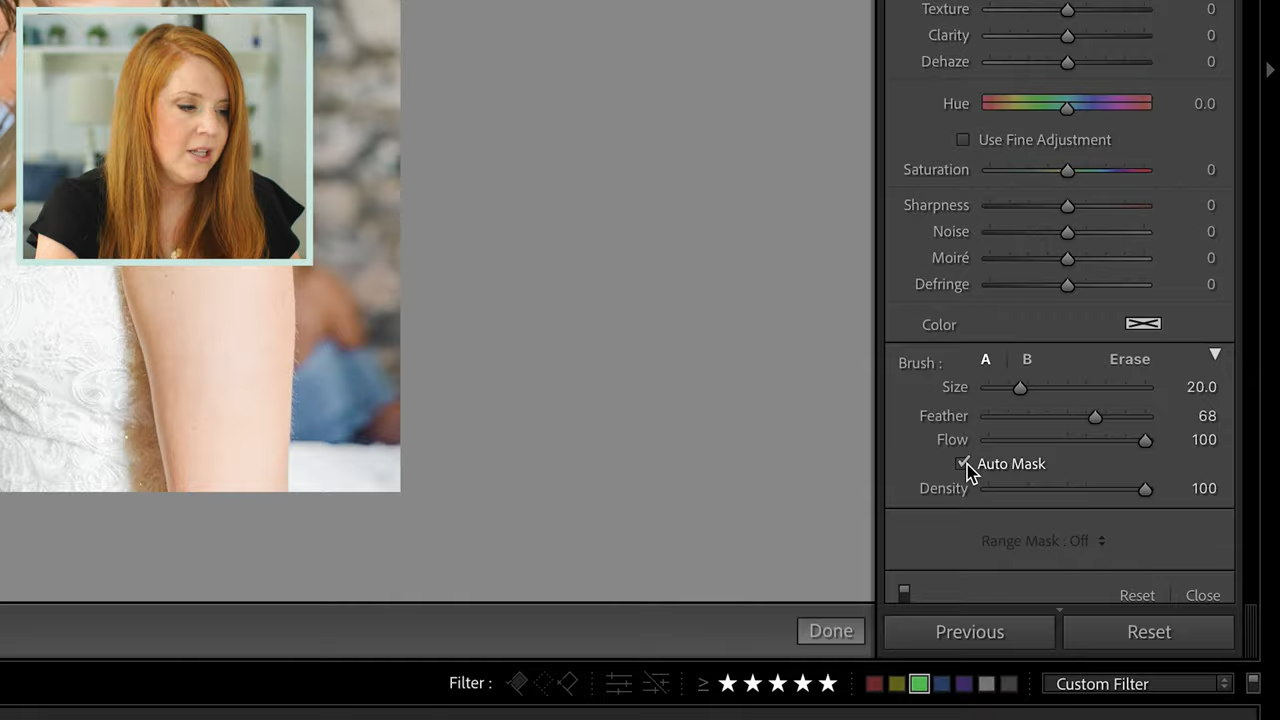 Texture 0
Clarity 0
Dehaze 0
Hue 0.0
Use Fine Adjustment
Saturation 0
Sharpness 0
Noise 0
Moiré 0
Defringe 0
Color
Brush : A B Erase
Size 20.0
Feather 68
Flow 100
Auto Mask
Density 100
Range Mask : Off
Reset Close
Done Previous Reset
Filter : ≥ ★★★★★ Custom Filter